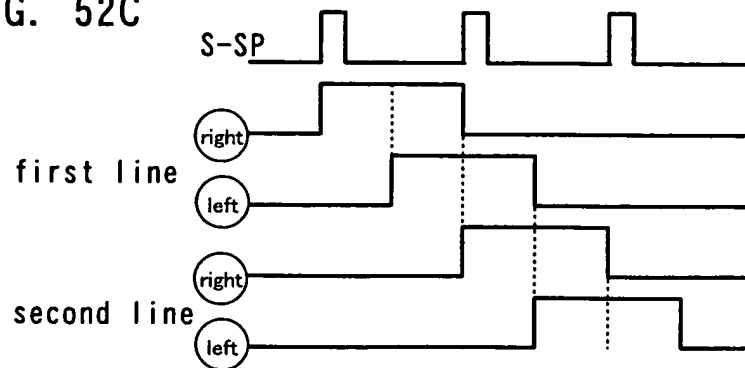 G. 52C
S-SP
right
first line
left
right
second line
left